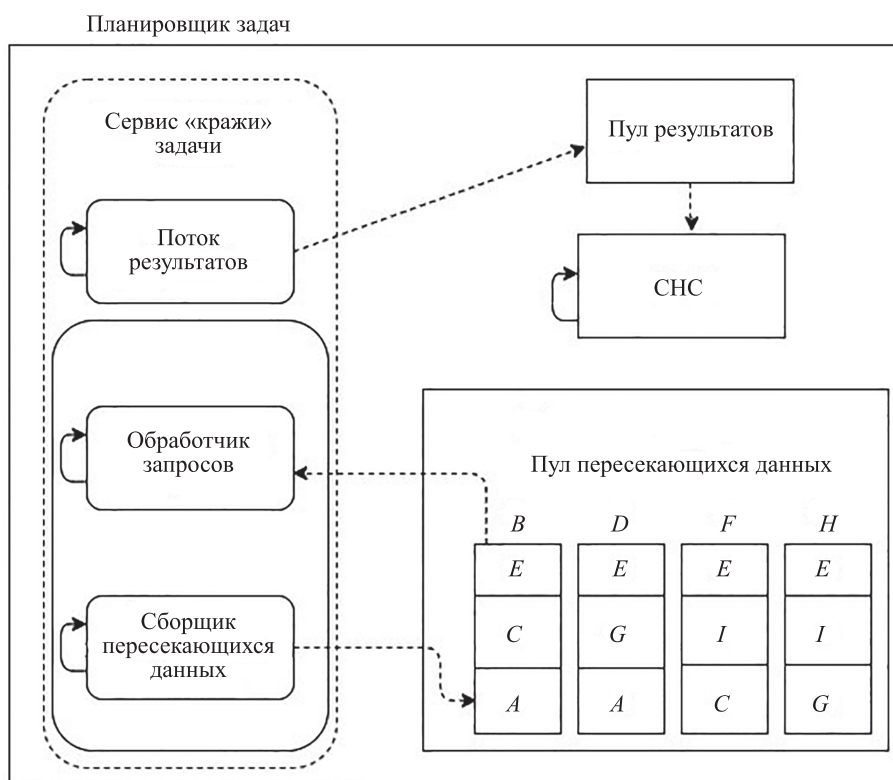 Планировщик задач
Сервис «кражи»
задачи
Пул результатов
Поток
результатов
СНС
Обработчик
запросов
Пул пересекающихся данных
B D F H
E E E E
C G I I
A A C G
Сборщик
пересекающихся
данных